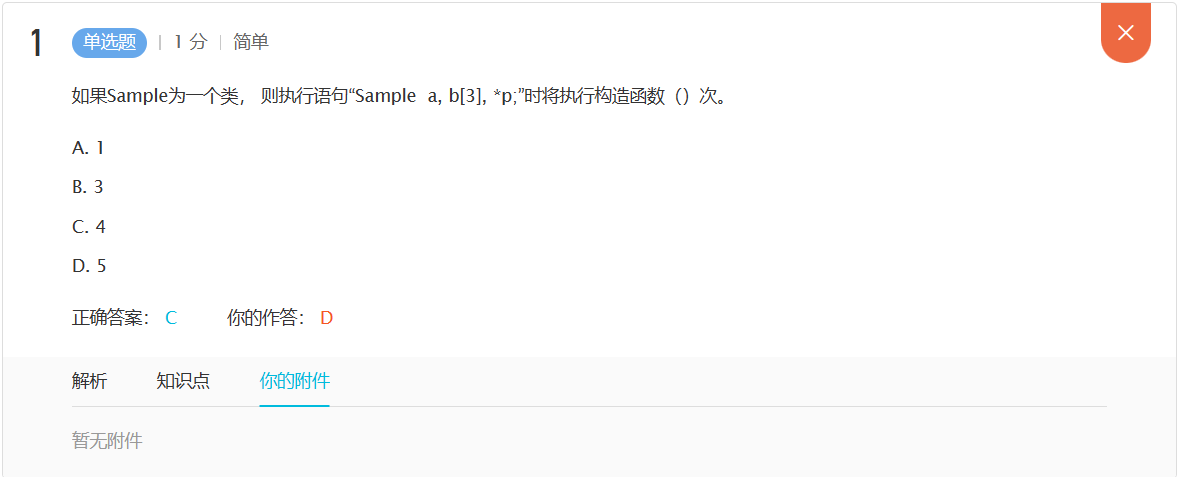 1 单选题 | 1 分 | 简单
如果Sample为一个类， 则执行语句“Sample a, b[3], *p;”时将执行构造函数（）次。
A. 1
B. 3
C. 4
D. 5
正确答案： C 你的作答： D
解析 知识点 你的附件
暂无附件